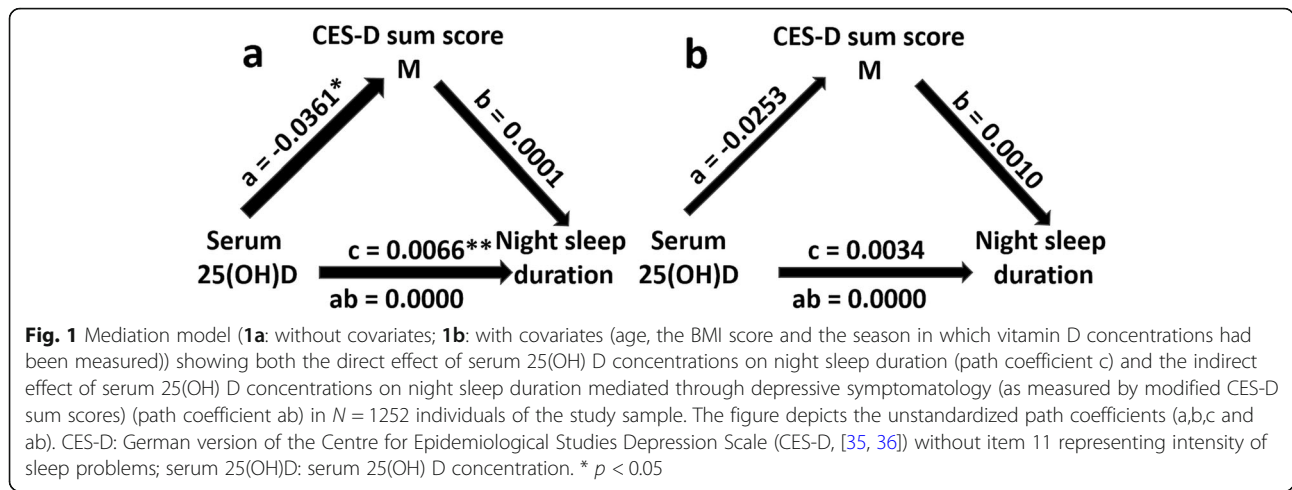 a
CES-D sum score
M
a = -0.0361*
b = 0.0001
Serum
25(OH)D
c = 0.0066**
ab = 0.0000
Night sleep
duration
b
CES-D sum score
M
a = -0.0253
b = 0.0010
Serum
25(OH)D
c = 0.0034
ab = 0.0000
Night sleep
duration
Fig. 1 Mediation model (1a: without covariates; 1b: with covariates (age, the BMI score and the season in which vitamin D concentrations had
been measured)) showing both the direct effect of serum 25(OH) D concentrations on night sleep duration (path coefficient c) and the indirect
effect of serum 25(OH) D concentrations on night sleep duration mediated through depressive symptomatology (as measured by modified CES-D
sum scores) (path coefficient ab) in N = 1252 individuals of the study sample. The figure depicts the unstandardized path coefficients (a,b,c and
ab). CES-D: German version of the Centre for Epidemiological Studies Depression Scale (CES-D, [35, 36]) without item 11 representing intensity of
sleep problems; serum 25(OH)D: serum 25(OH) D concentration. * p < 0.05